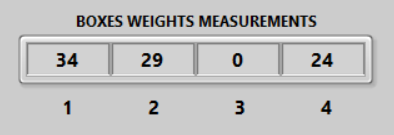 BOXES WEIGHTS MEASUREMENTS
34 29 0 24
1 2 3 4